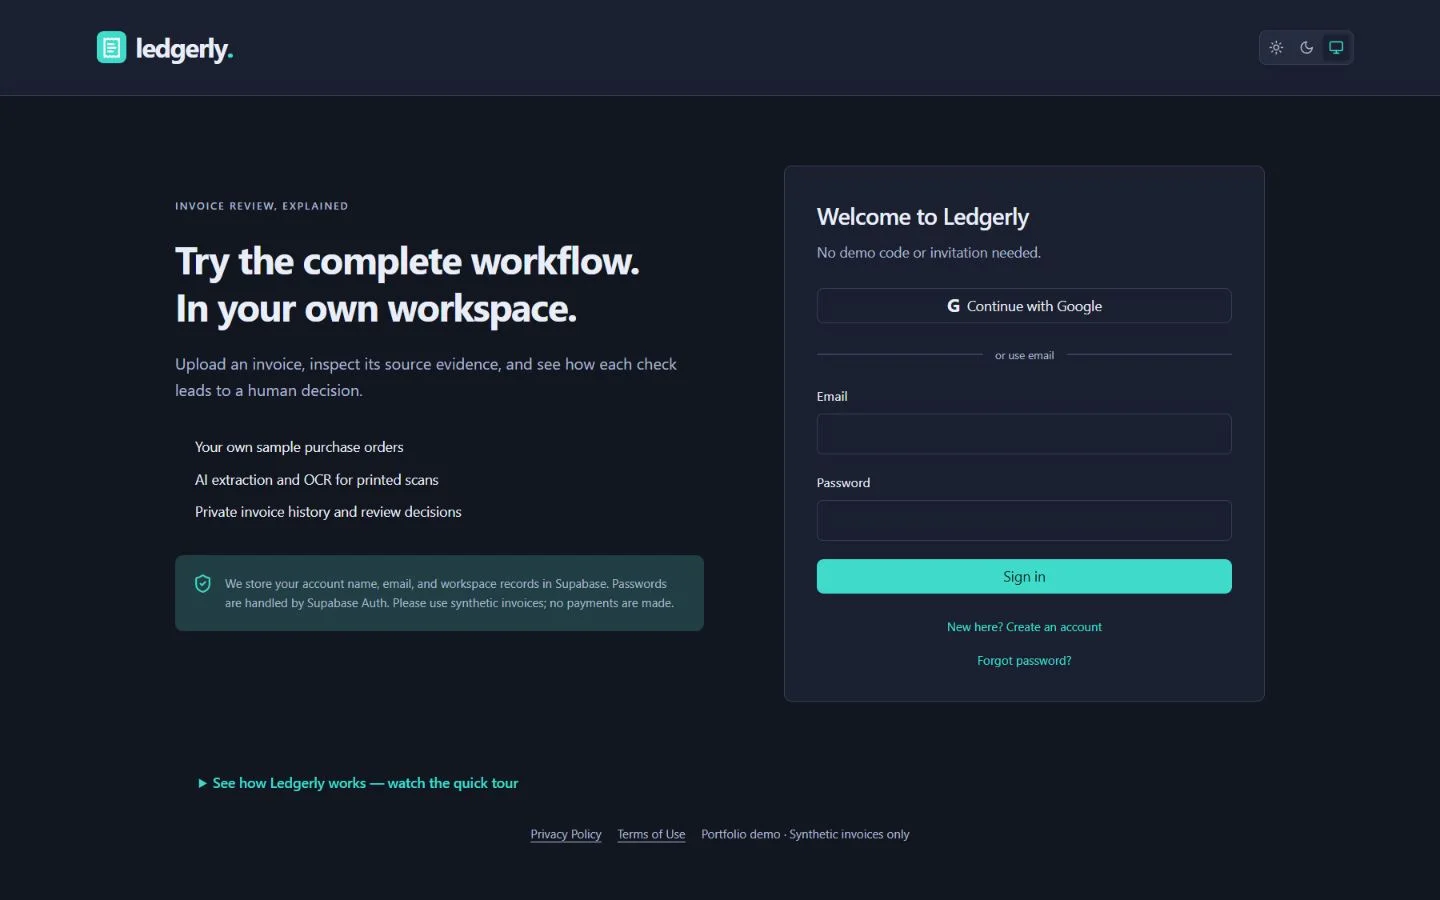 ledgerly.
INVOICE REVIEW, EXPLAINED
Try the complete workflow.
In your own workspace.
Upload an invoice, inspect its source evidence, and see how each check
leads to a human decision.
Your own sample purchase orders
AI extraction and OCR for printed scans
Private invoice history and review decisions
We store your account name, email, and workspace records in Supabase. Passwords
are handled by Supabase Auth. Please use synthetic invoices; no payments are made.
Welcome to Ledgerly
No demo code or invitation needed.
G Continue with Google
or use email
Email
Password
Sign in
New here? Create an account
Forgot password?
▶ See how Ledgerly works — watch the quick tour
Privacy Policy Terms of Use Portfolio demo · Synthetic invoices only